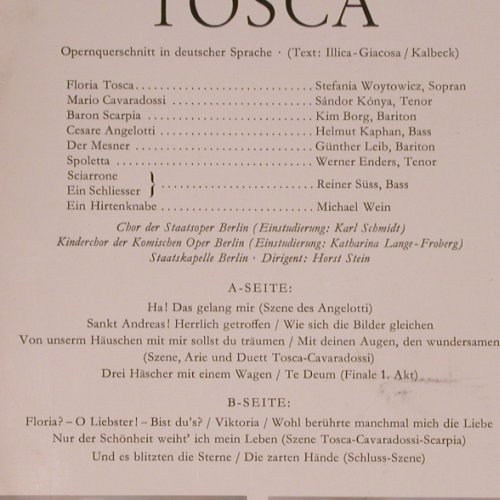 TOSCA
Opernquerschnitt in deutscher Sprache · (Text: Illica-Giacosa / Kalbeck)
Floria Tosca..............................Stefania Woytowicz, Sopran
Mario Cavaradossi ........................Sándor Kónya, Tenor
Baron Scarpia ............................Kim Borg, Bariton
Cesare Angelotti .........................Helmut Kaphan, Bass
Der Mesner................................Günther Leib, Bariton
Spoletta .................................Werner Enders, Tenor
Sciarrone
Ein Schliesser } .........................Reiner Süss, Bass
Ein Hirtenknabe...........................Michael Wein
Chor der Staatsoper Berlin (Einstudierung: Karl Schmidt)
Kinderchor der Komischen Oper Berlin (Einstudierung: Katharina Lange-Froberg)
Staatskapelle Berlin · Dirigent: Horst Stein
A-SEITE:
Ha! Das gelang mir (Szene des Angelotti)
Sankt Andreas! Herrlich getroffen / Wie sich die Bilder gleichen
Von unserm Häuschen mit mir sollst du träumen / Mit deinen Augen, den wundersamen
(Szene, Arie und Duett Tosca-Cavaradossi)
Drei Häscher mit einem Wagen / Te Deum (Finale 1. Akt)
B-SEITE:
Floria? – O Liebster! – Bist du's? / Viktoria / Wohl berührte manchmal mich die Liebe
Nur der Schönheit weiht' ich mein Leben (Szene Tosca-Cavaradossi-Scarpia)
Und es blitzten die Sterne / Die zarten Hände (Schluss-Szene)